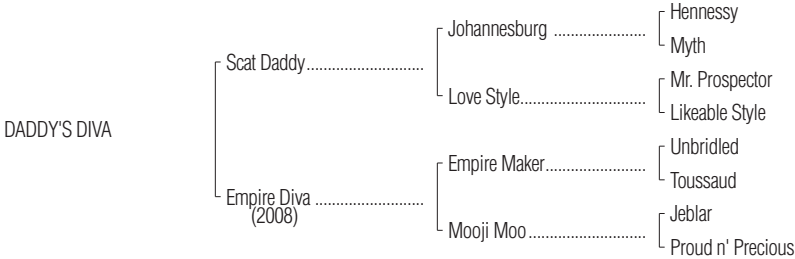 Hennessy
Johannesburg ......................
Myth
Scat Daddy............................
Mr. Prospector
Love Style..............................
Likeable Style
DADDY'S DIVA
Unbridled
Empire Maker........................
Toussaud
Empire Diva ..........................
(2008)
Jeblar
Mooji Moo............................
Proud n' Precious